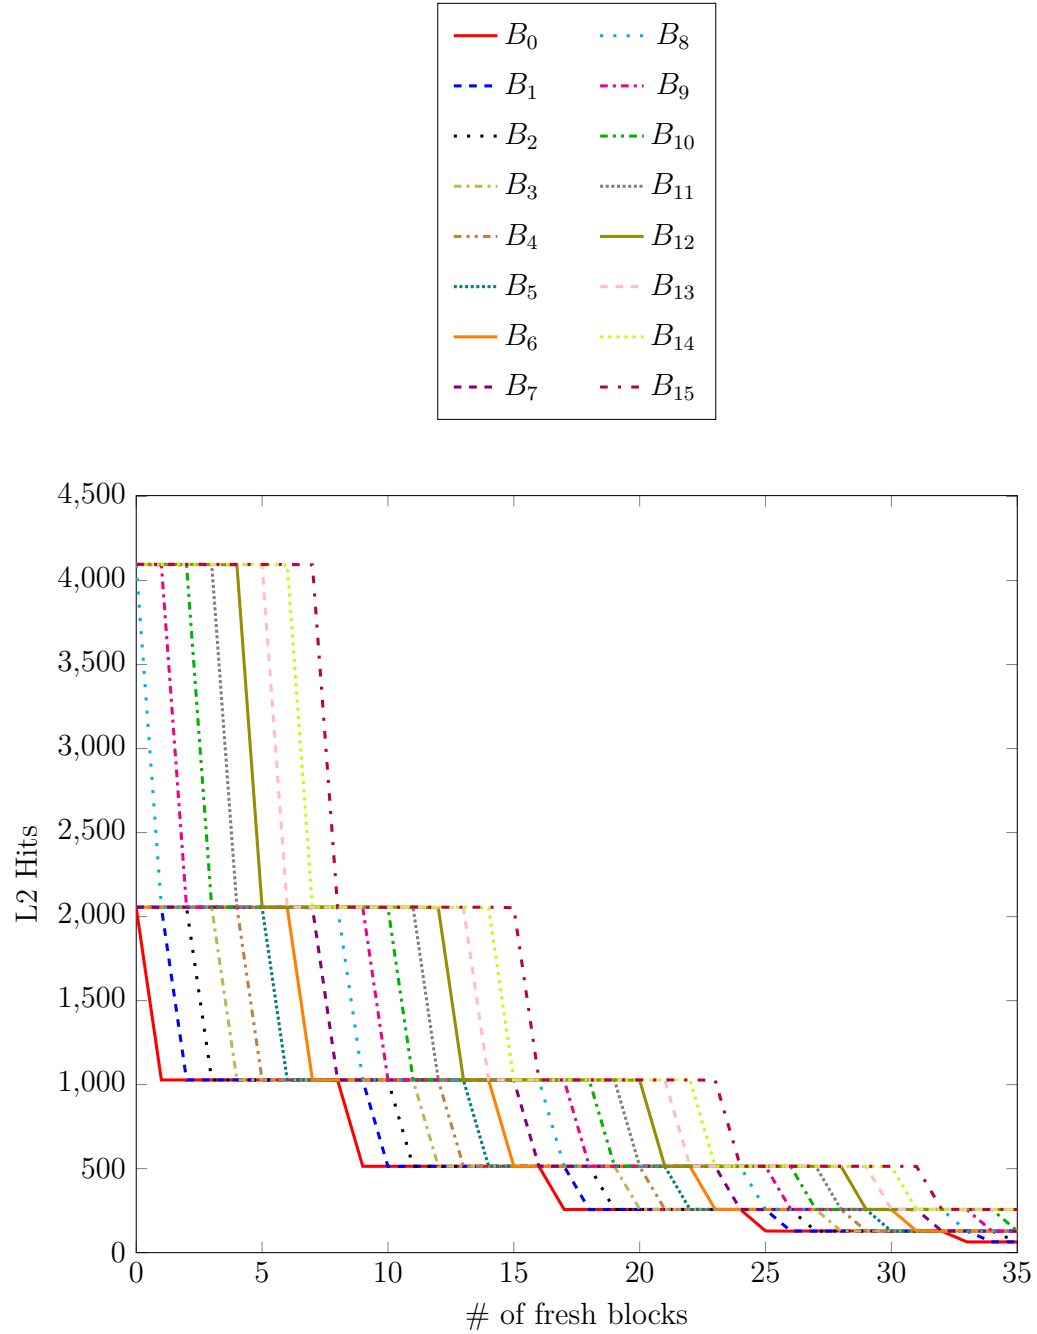 B0 B8
B1 B9
B2 B10
B3 B11
B4 B12
B5 B13
B6 B14
B7 B15
4,500
4,000
3,500
3,000
2,500
2,000
1,500
1,000
500
0
L2 Hits
0 5 10 15 20 25 30 35
# of fresh blocks